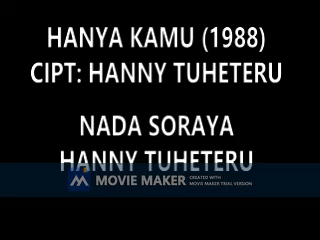 HANYA KAMU (1988)
CIPT: HANNY TUHETERU
NADA SORAYA
HANNY TUHETERU
MOVIE MAKER
CREATED WITH
MOVIE MAKER TRIAL VERSION